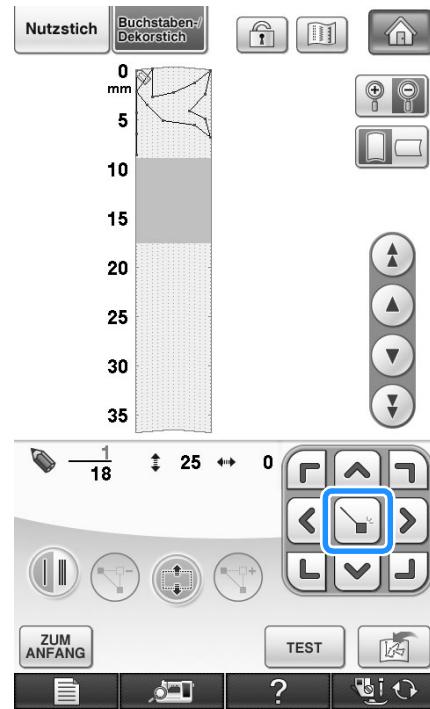 Nutzstich
Buchstaben-/
Dekorstich
0
mm
5
10
15
20
25
30
35
1
18
25
0
ZUM
ANFANG
TEST
?